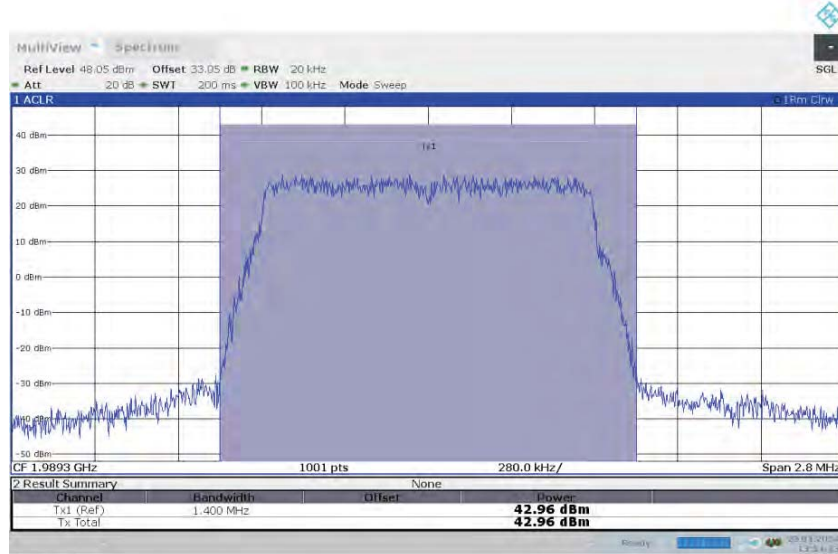 MultiView Spectrum
Ref Level 48.05 dBm Offset 33.05 dB RBW 20 kHz
SGL
Att 20 dB SWT 200 ms VBW 100 kHz Mode Sweep
1 ACLR 1Rm Clrw
Tx1
40 dBm
30 dBm
20 dBm
10 dBm
0 dBm
-10 dBm
-20 dBm
-30 dBm
-40 dBm
-50 dBm
CF 1.9893 GHz 1001 pts 280.0 kHz/ Span 2.8 MHz
2 Result Summary None
Channel Bandwidth Offset Power
Tx1 (Ref) 1.400 MHz 42.96 dBm
Tx Total 42.96 dBm
Ready